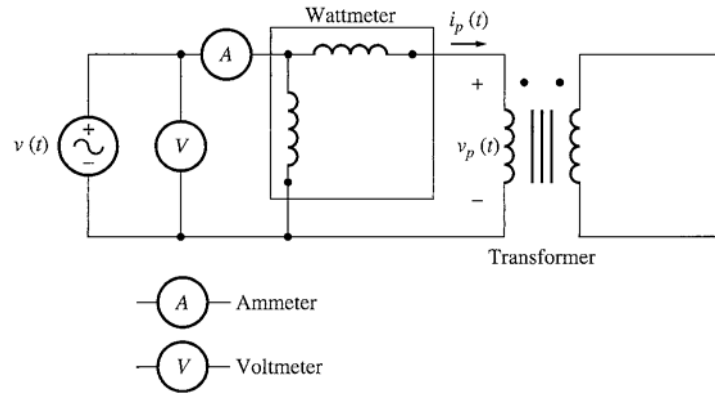 Wattmeter
i_p (t)
A
+
v (t)
+
−
V
v_p (t)
−
Transformer
A Ammeter
V Voltmeter